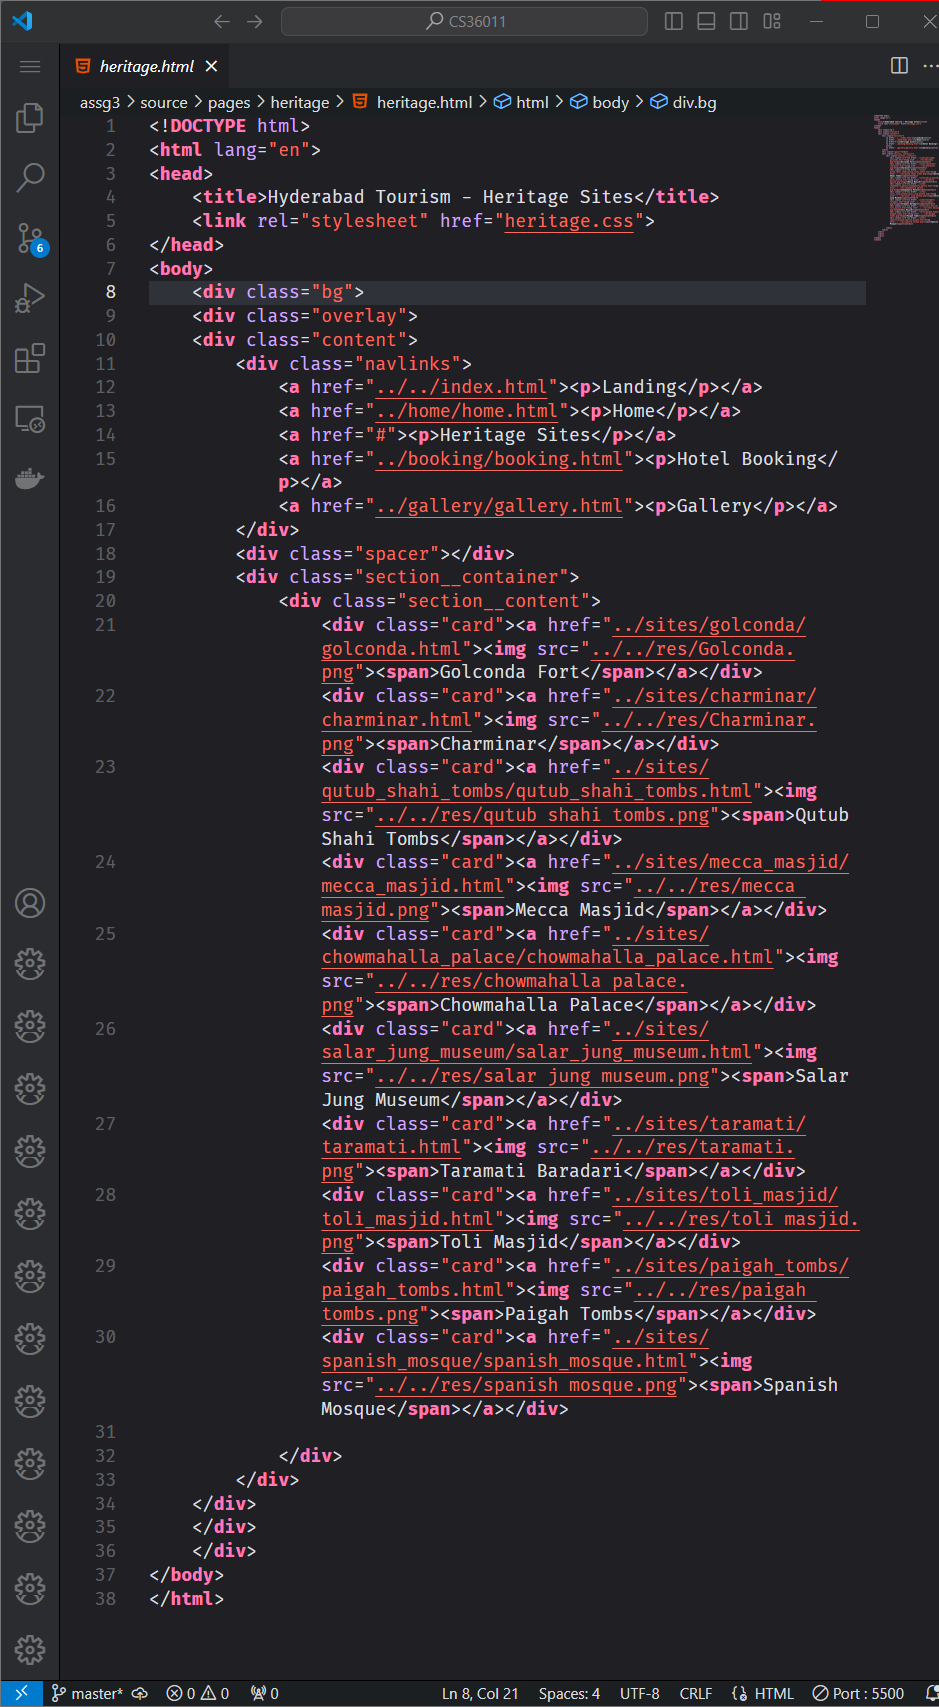 CS36011
heritage.html
assg3 > source > pages > heritage > heritage.html > html > body > div.bg
1 <!DOCTYPE html>
2 <html lang="en">
3 <head>
4 <title>Hyderabad Tourism - Heritage Sites</title>
5 <link rel="stylesheet" href="heritage.css">
6 </head>
7 <body>
8 <div class="bg">
9 <div class="overlay">
10 <div class="content">
11 <div class="navlinks">
12 <a href="../../index.html"><p>Landing</p></a>
13 <a href="../home/home.html"><p>Home</p></a>
14 <a href="#"><p>Heritage Sites</p></a>
15 <a href="../booking/booking.html"><p>Hotel Booking</
p></a>
16 <a href="../gallery/gallery.html"><p>Gallery</p></a>
17 </div>
18 <div class="spacer"></div>
19 <div class="section__container">
20 <div class="section__content">
21 <div class="card"><a href="../sites/golconda/
golconda.html"><img src="../../res/Golconda.
png"><span>Golconda Fort</span></a></div>
22 <div class="card"><a href="../sites/charminar/
charminar.html"><img src="../../res/Charminar.
png"><span>Charminar</span></a></div>
23 <div class="card"><a href="../sites/
qutub_shahi_tombs/qutub_shahi_tombs.html"><img
src="../../res/qutub shahi tombs.png"><span>Qutub
Shahi Tombs</span></a></div>
24 <div class="card"><a href="../sites/mecca_masjid/
mecca_masjid.html"><img src="../../res/mecca
masjid.png"><span>Mecca Masjid</span></a></div>
25 <div class="card"><a href="../sites/
chowmahalla_palace/chowmahalla_palace.html"><img
src="../../res/chowmahalla palace.
png"><span>Chowmahalla Palace</span></a></div>
26 <div class="card"><a href="../sites/
salar_jung_museum/salar_jung_museum.html"><img
src="../../res/salar jung museum.png"><span>Salar
Jung Museum</span></a></div>
27 <div class="card"><a href="../sites/taramati/
taramati.html"><img src="../../res/taramati.
png"><span>Taramati Baradari</span></a></div>
28 <div class="card"><a href="../sites/toli_masjid/
toli_masjid.html"><img src="../../res/toli masjid.
png"><span>Toli Masjid</span></a></div>
29 <div class="card"><a href="../sites/paigah_tombs/
paigah_tombs.html"><img src="../../res/paigah
tombs.png"><span>Paigah Tombs</span></a></div>
30 <div class="card"><a href="../sites/
spanish_mosque/spanish_mosque.html"><img
src="../../res/spanish mosque.png"><span>Spanish
Mosque</span></a></div>
31
32 </div>
33 </div>
34 </div>
35 </div>
36 </div>
37 </body>
38 </html>
6
master* 0 0 0 Ln 8, Col 21 Spaces: 4 UTF-8 CRLF HTML Port : 5500